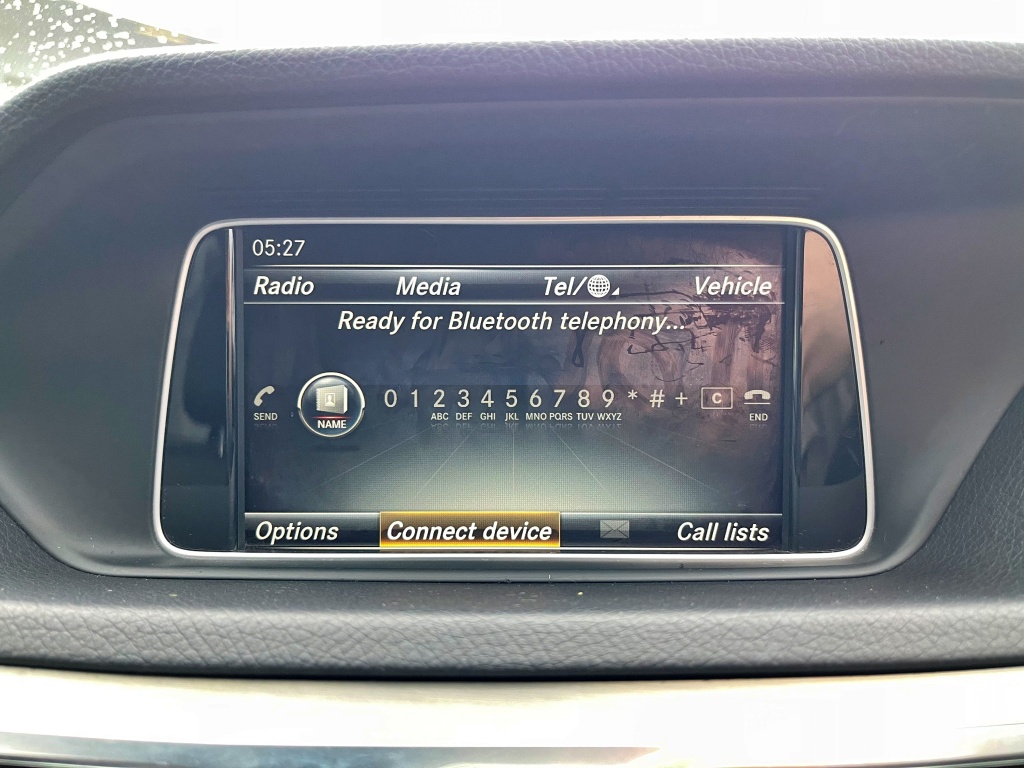 05:27
Radio Media Tel/ Vehicle
Ready for Bluetooth telephony...
0 1 2 3 4 5 6 7 8 9 * # + C
SEND NAME ABC DEF GHI JKL MNO PQRS TUV WXYZ END
Options Connect device Call lists